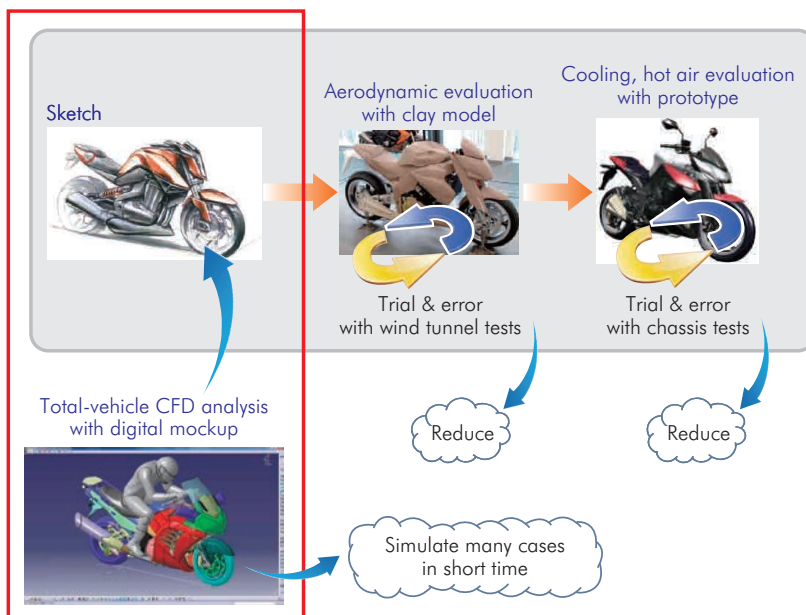 Sketch
Aerodynamic evaluation
with clay model
Cooling, hot air evaluation
with prototype
Trial & error
with wind tunnel tests
Trial & error
with chassis tests
Total-vehicle CFD analysis
with digital mockup
Reduce
Reduce
Simulate many cases
in short time